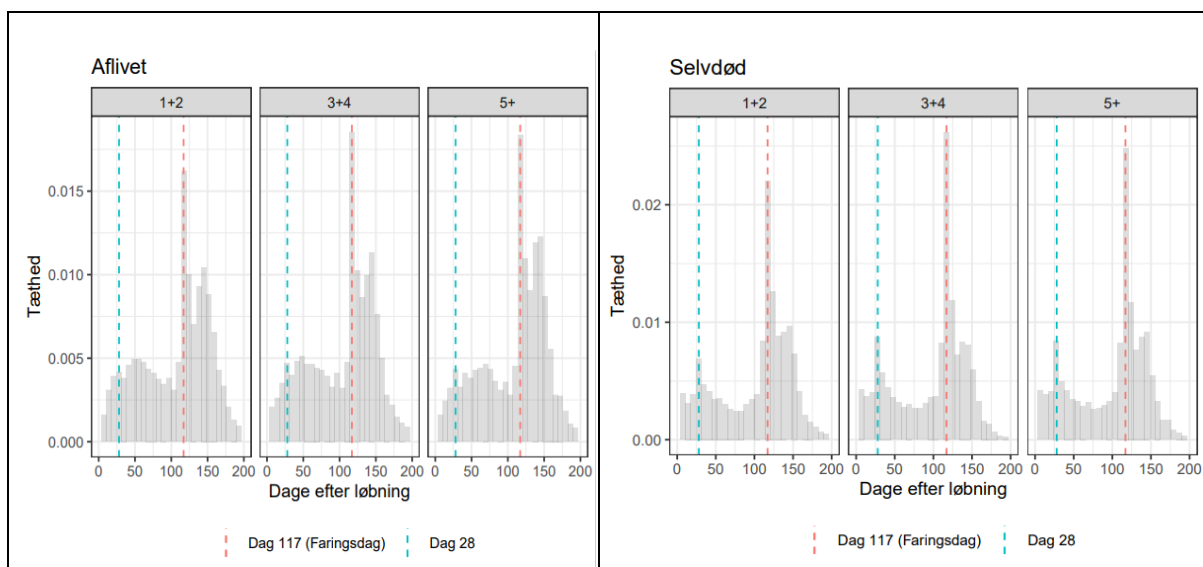 Aflivet
1+2 3+4 5+
Tæthed
0.015
0.010
0.005
0.000
0 50 100 150 200 0 50 100 150 200 0 50 100 150 200
Dage efter løbning
Dag 117 (Faringsdag) Dag 28
Selvdød
1+2 3+4 5+
Tæthed
0.02
0.01
0.00
0 50 100 150 200 0 50 100 150 200 0 50 100 150 200
Dage efter løbning
Dag 117 (Faringsdag) Dag 28